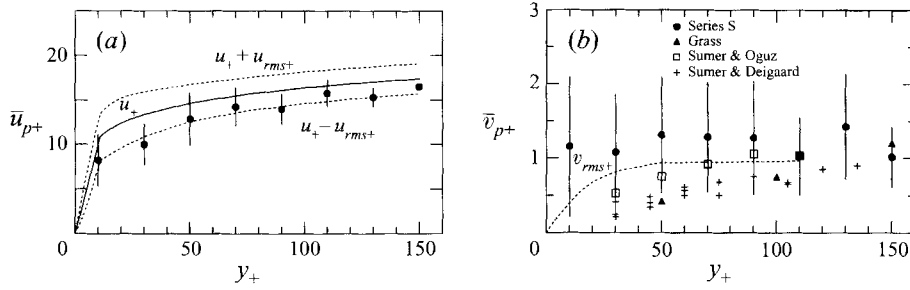 (a)
20
10
0
u₊ + uᵣₘₛ₊
u₊
u₊ − uᵣₘₛ₊
ūₚ₊
0 50 100 150
y₊
(b)
3
2
1
● Series S
▲ Grass
□ Sumer & Oguz
+ Sumer & Deigaard
vᵣₘₛ₊
v̄ₚ₊
0 50 100 150
y₊